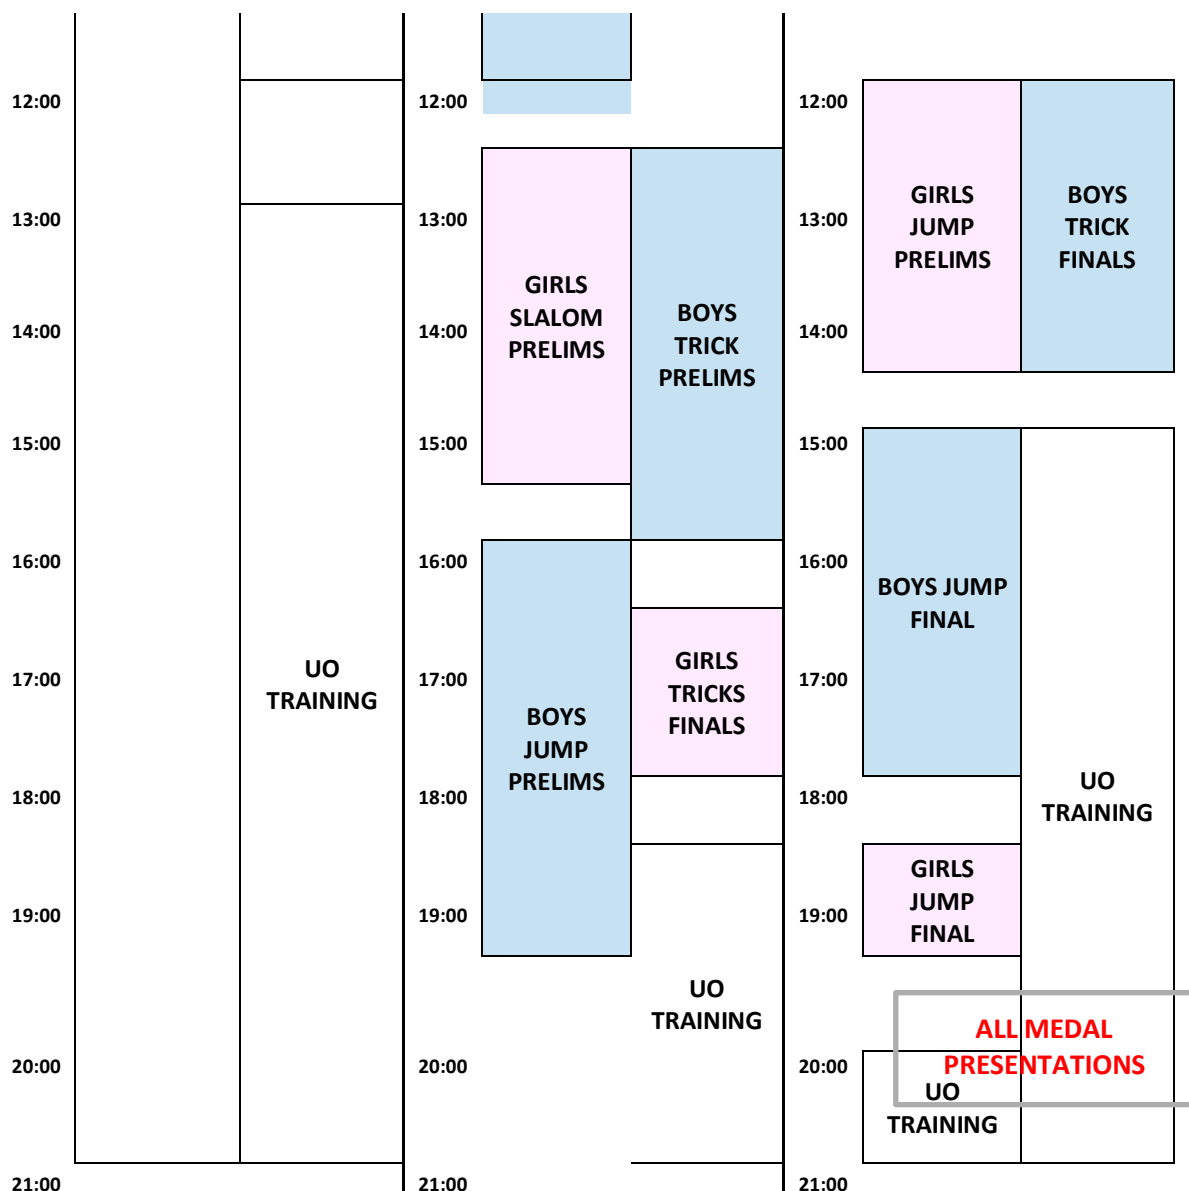 12:00
13:00
14:00
15:00
16:00
17:00
18:00
19:00
20:00
21:00
UO
TRAINING
12:00
13:00
14:00
15:00
16:00
17:00
18:00
19:00
20:00
21:00
GIRLS
SLALOM
PRELIMS
BOYS
JUMP
PRELIMS
BOYS
TRICK
PRELIMS
GIRLS
TRICKS
FINALS
UO
TRAINING
12:00
13:00
14:00
15:00
16:00
17:00
18:00
19:00
20:00
21:00
GIRLS
JUMP
PRELIMS
BOYS JUMP
FINAL
GIRLS
JUMP
FINAL
BOYS
TRICK
FINALS
UO
TRAINING
ALL MEDAL
PRESENTATIONS
UO
TRAINING